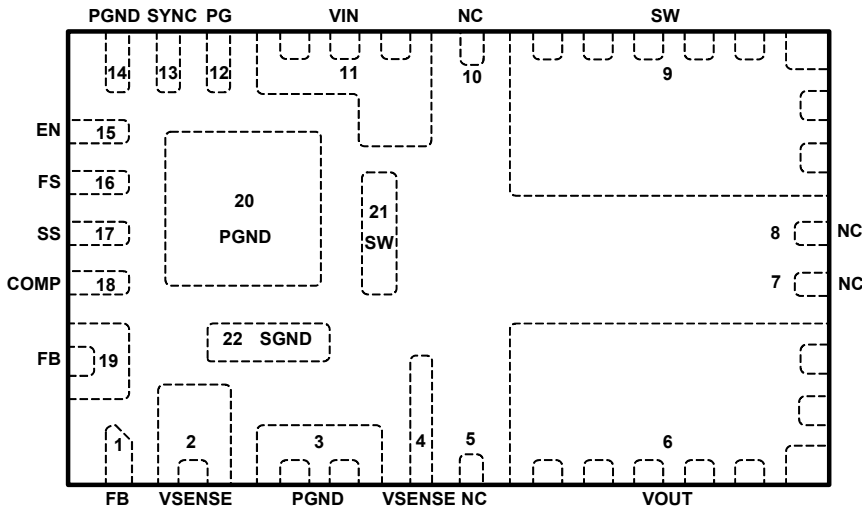 PGND SYNC PG VIN NC SW
14 13 12 11 10 9
EN 15
FS 16
20
PGND
21
SW
SS 17
8 NC
COMP 18
7 NC
22 SGND
FB 19
1 2 3 4 5 6
FB VSENSE PGND VSENSE NC VOUT